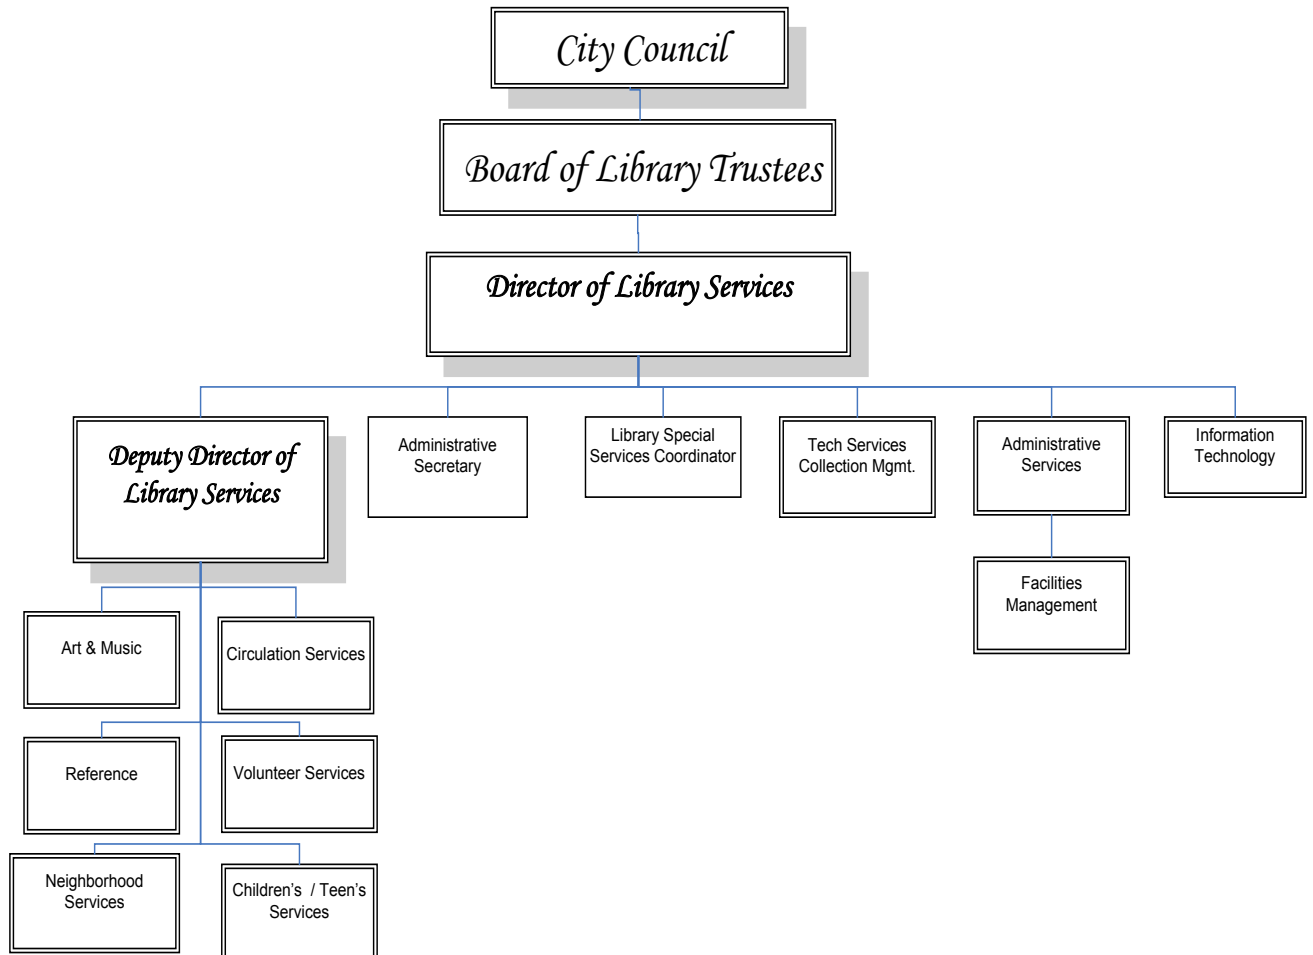 City Council
Board of Library Trustees
Director of Library Services
Deputy Director of
Library Services
Administrative
Secretary
Library Special
Services Coordinator
Tech Services
Collection Mgmt.
Administrative
Services
Information
Technology
Facilities
Management
Art & Music
Circulation Services
Reference
Volunteer Services
Neighborhood
Services
Children's / Teen's
Services